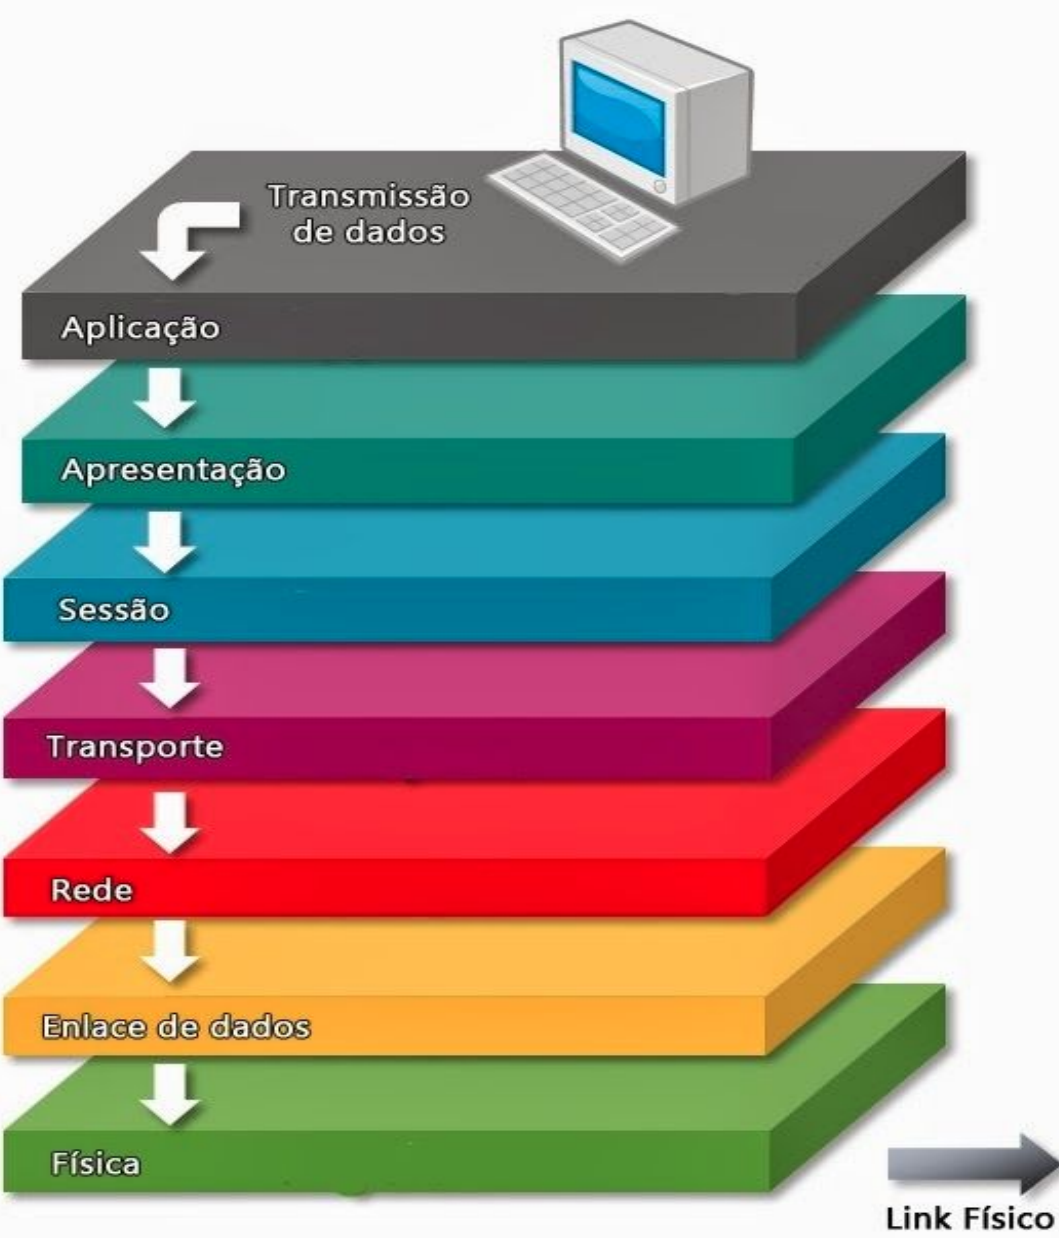 Transmissão
de dados
Aplicação
Apresentação
Sessão
Transporte
Rede
Enlace de dados
Física
Link Físico